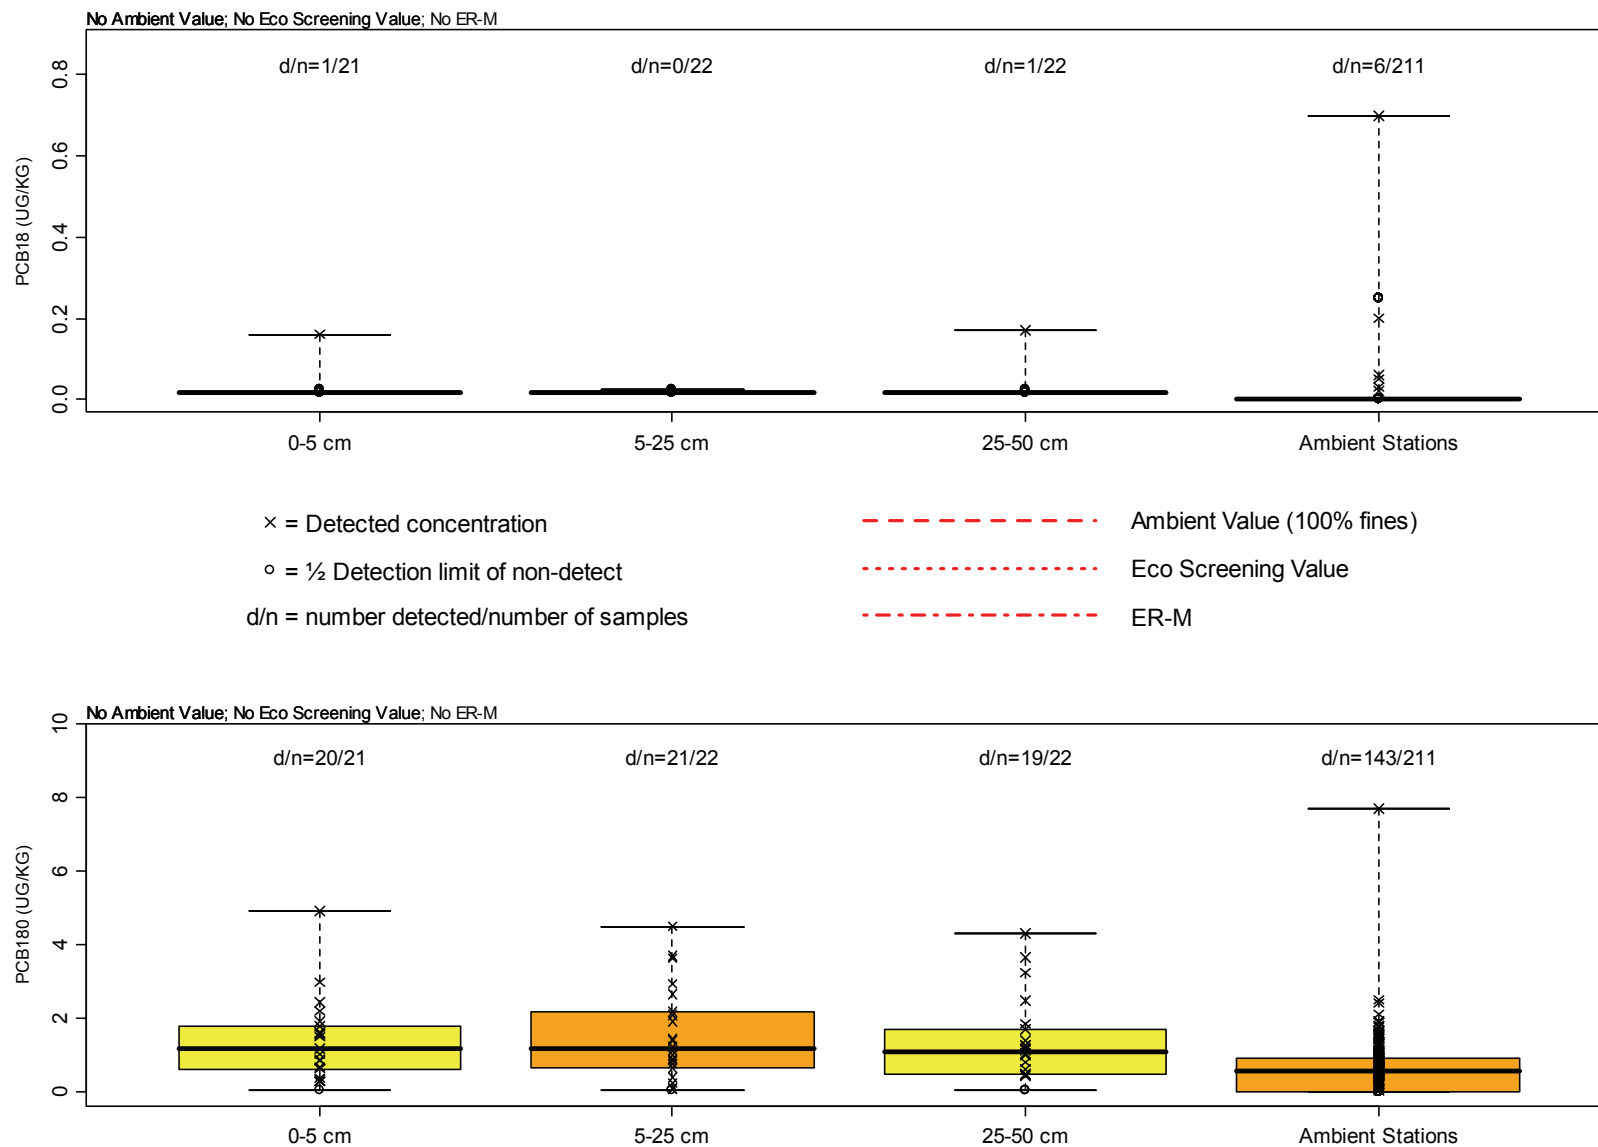 No Ambient Value; No Eco Screening Value; No ER-M
d/n=1/21 d/n=0/22 d/n=1/22 d/n=6/211
PCB18 (UG/KG)
0.8
0.6
0.4
0.2
0.0
0-5 cm 5-25 cm 25-50 cm Ambient Stations
× = Detected concentration
Ambient Value (100% fines)
o = ½ Detection limit of non-detect
Eco Screening Value
d/n = number detected/number of samples
ER-M
No Ambient Value; No Eco Screening Value; No ER-M
d/n=20/21 d/n=21/22 d/n=19/22 d/n=143/211
PCB180 (UG/KG)
10
8
6
4
2
0
0-5 cm 5-25 cm 25-50 cm Ambient Stations